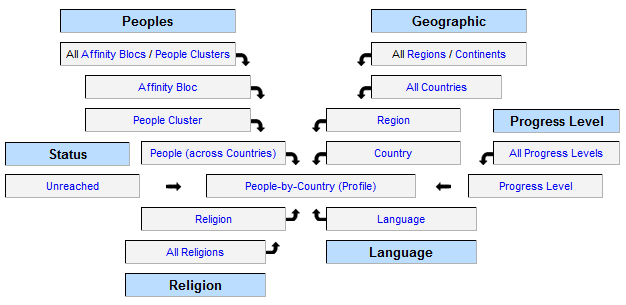 Peoples
Geographic
All Affinity Blocs / People Clusters
All Regions / Continents
Affinity Bloc
All Countries
People Cluster
Region
Progress Level
Status
People (across Countries)
Country
All Progress Levels
Unreached
People-by-Country (Profile)
Progress Level
Religion
Language
All Religions
Language
Religion